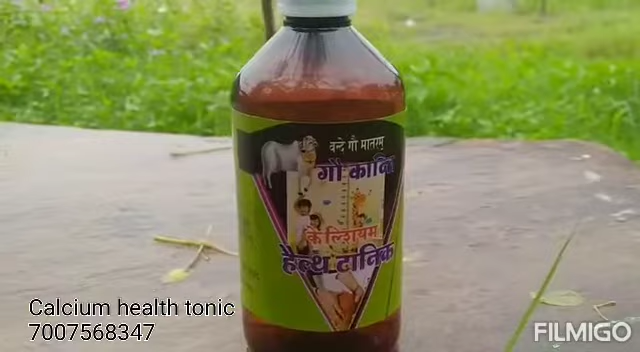 वन्दे गौ मातरम्
गौ कान्ति
कैल्शियम
हैल्थ टानिक
Calcium health tonic
7007568347
FILMIGO